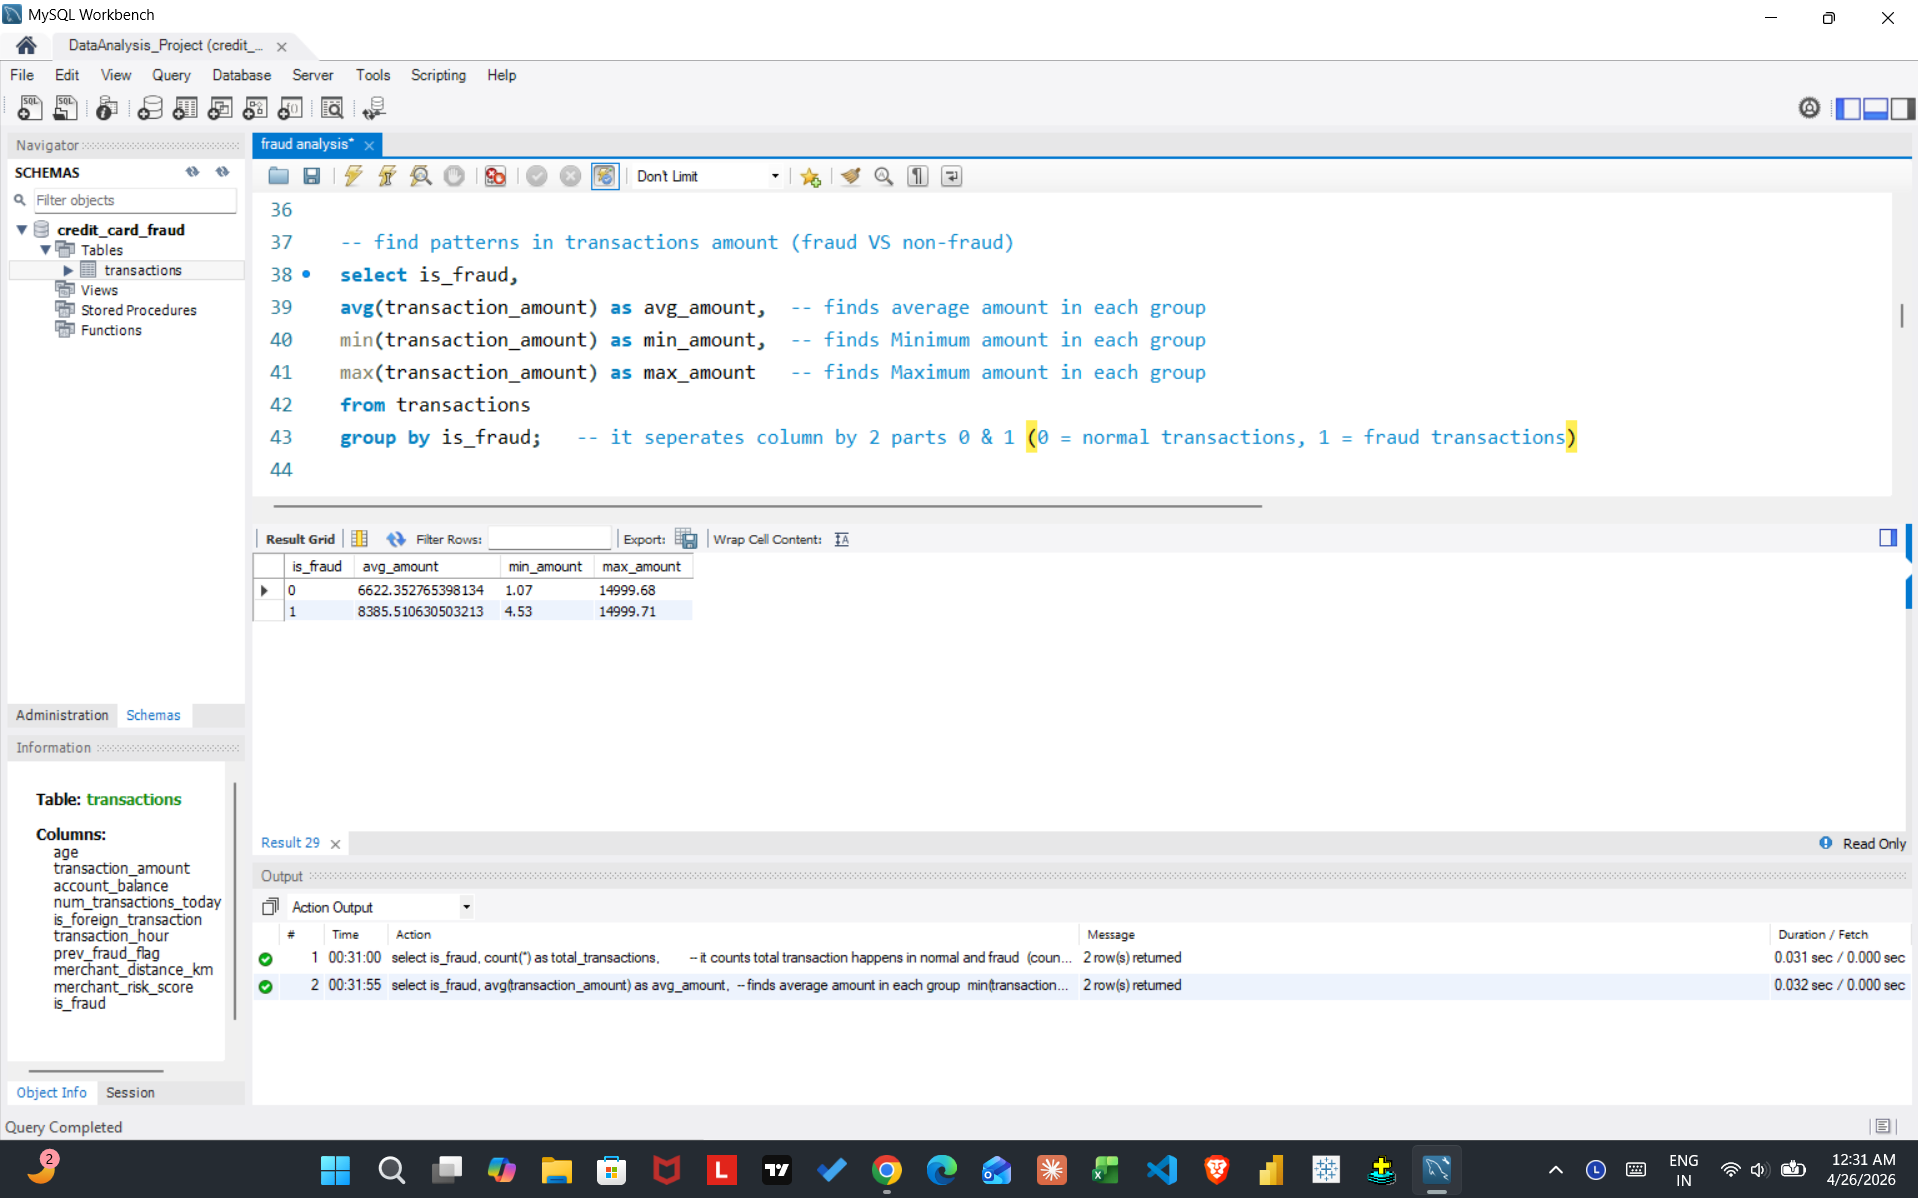 MySQL Workbench
DataAnalysis_Project (credit_...
File Edit View Query Database Server Tools Scripting Help
Navigator
SCHEMAS
Filter objects
credit_card_fraud
Tables
transactions
Views
Stored Procedures
Functions
Administration Schemas
Information
Table: transactions
Columns:
age
transaction_amount
account_balance
num_transactions_today
is_foreign_transaction
transaction_hour
prev_fraud_flag
merchant_distance_km
merchant_risk_score
is_fraud
Object Info Session
fraud analysis*
Don't Limit
36
37 -- find patterns in transactions amount (fraud VS non-fraud)
38 select is_fraud,
39 avg(transaction_amount) as avg_amount, -- finds average amount in each group
40 min(transaction_amount) as min_amount, -- finds Minimum amount in each group
41 max(transaction_amount) as max_amount -- finds Maximum amount in each group
42 from transactions
43 group by is_fraud; -- it seperates column by 2 parts 0 & 1 (0 = normal transactions, 1 = fraud transactions)
44
Result Grid Filter Rows: Export: Wrap Cell Content:
is_fraud avg_amount min_amount max_amount
0 6622.352765398134 1.07 14999.68
1 8385.510630503213 4.53 14999.71
Result 29
Read Only
Output
Action Output
# Time Action Message Duration / Fetch
1 00:31:00 select is_fraud, count(*) as total_transactions, -- it counts total transaction happens in normal and fraud (coun... 2 row(s) returned 0.031 sec / 0.000 sec
2 00:31:55 select is_fraud, avg(transaction_amount) as avg_amount, -- finds average amount in each group min(transaction... 2 row(s) returned 0.032 sec / 0.000 sec
Query Completed
2
ENG
IN
12:31 AM
4/26/2026